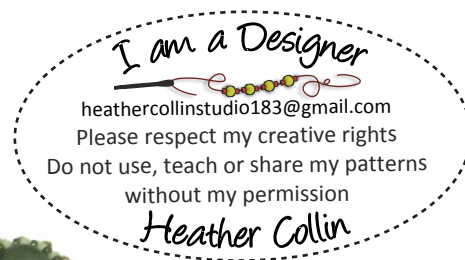 I am a Designer
heathercollinstudio183@gmail.com
Please respect my creative rights
Do not use, teach or share my patterns
without my permission
Heather Collin